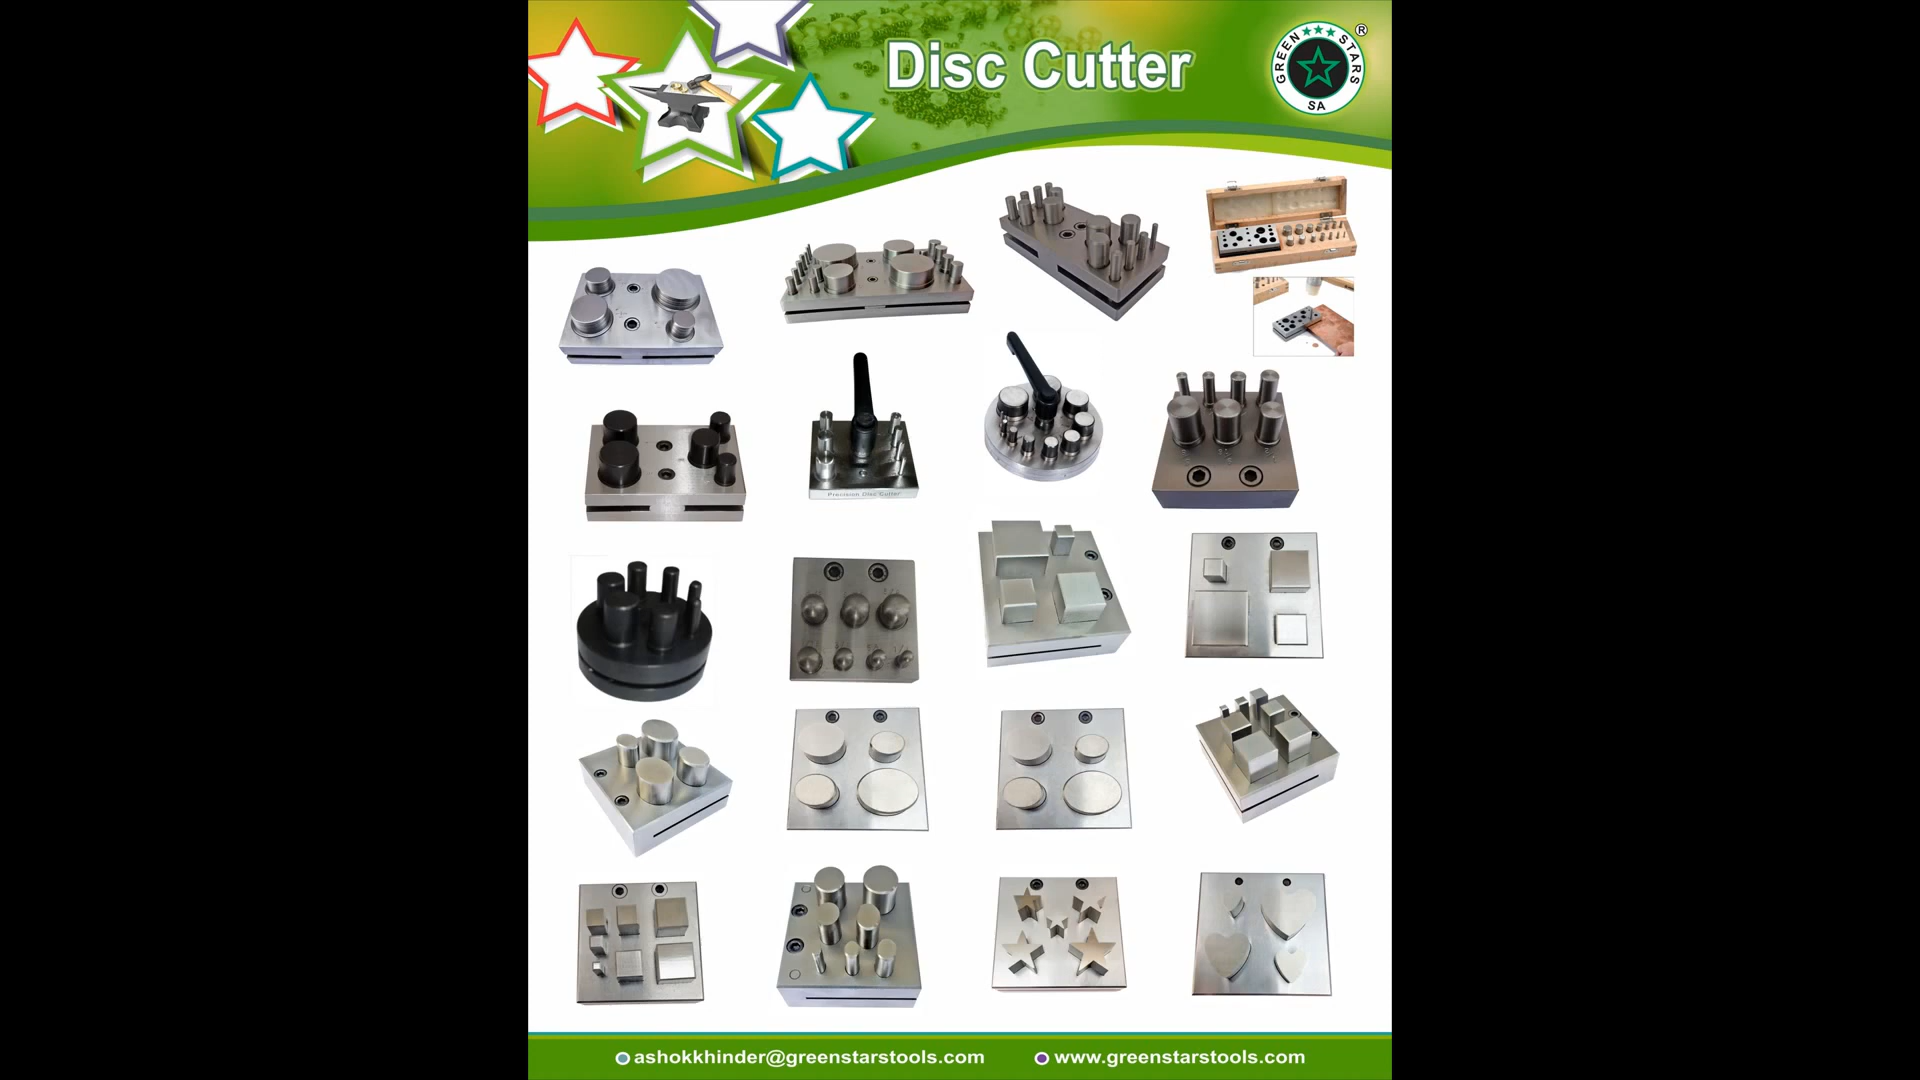 Disc Cutter
GREEN STARS
SA
®
Precision Disc Cutter
ashokkhinder@greenstarstools.com
www.greenstarstools.com